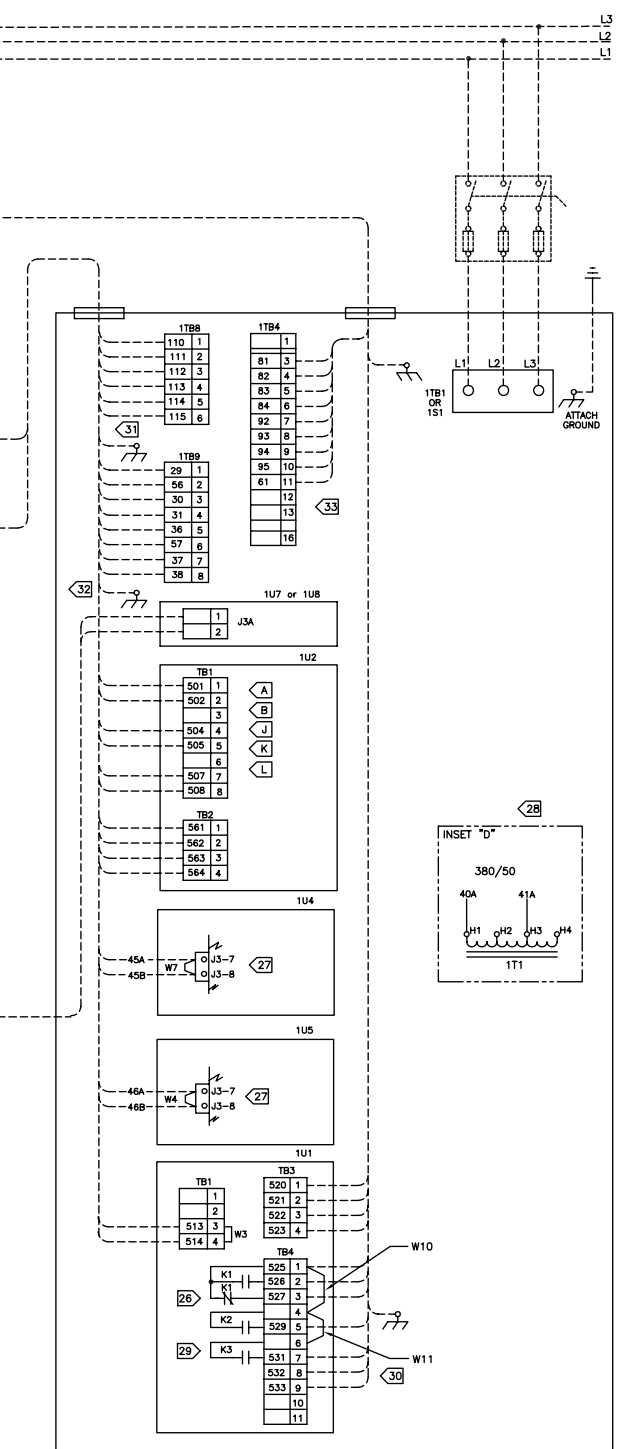 L3
L2
L1
1TB8
110 1
111 2
112 3
113 4
114 5
115 6
31
1TB4
1
81 3
82 4
83 5
84 6
92 7
93 8
94 9
95 10
61 11
12
13
16
33
L1 L2 L3
1TB1
OR
1S1
ATTACH
GROUND
1TB9
29 1
56 2
30 3
31 4
36 5
57 6
37 7
38 8
32
1U7 or 1U8
1
2
J3A
1U2
TB1
501 1
502 2
3
504 4
505 5
6
507 7
508 8
A
B
J
K
L
TB2
561 1
562 2
563 3
564 4
28
INSET "D"
380/50
40A 41A
H1 H2 H3 H4
1T1
1U4
45A
45B
W7
J3-7
J3-8
27
1U5
46A
46B
W4
J3-7
J3-8
27
1U1
TB1
1
2
513 3
514 4
W3
TB3
520 1
521 2
522 3
523 4
TB4
525 1
526 2
527 3
4
529 5
6
531 7
532 8
533 9
10
11
K1
K1
K2
K3
26
29
W10
W11
30